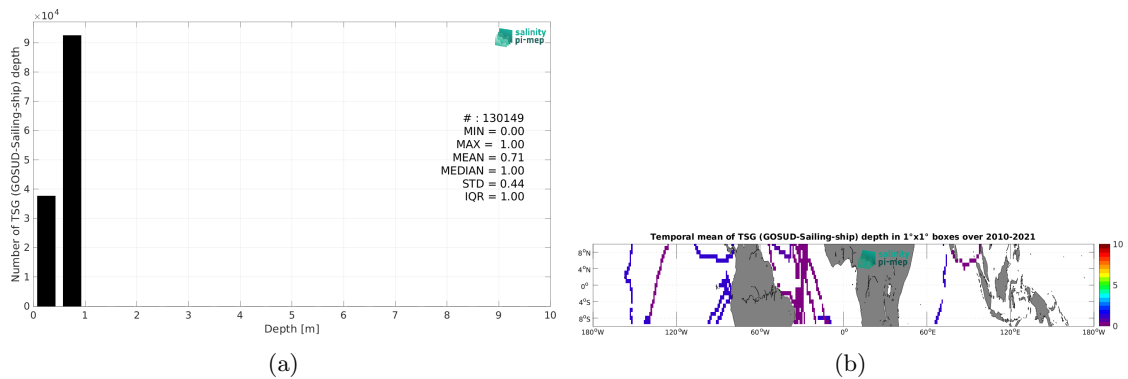 ×10⁴
9
8
7
6
5
4
3
2
1
0
Number of TSG (GOSUD-Sailing-ship) depth
salinity
pi-mep
# : 130149
MIN = 0.00
MAX = 1.00
MEAN = 0.71
MEDIAN = 1.00
STD = 0.44
IQR = 1.00
0 1 2 3 4 5 6 7 8 9 10
Depth [m]
(a)
Temporal mean of TSG (GOSUD-Sailing-ship) depth in 1°x1° boxes over 2010-2021
salinity
pi-mep
8°N
4°N
0°
4°S
8°S
180°W 120°W 60°W 0° 60°E 120°E 180°W
10
5
0
(b)